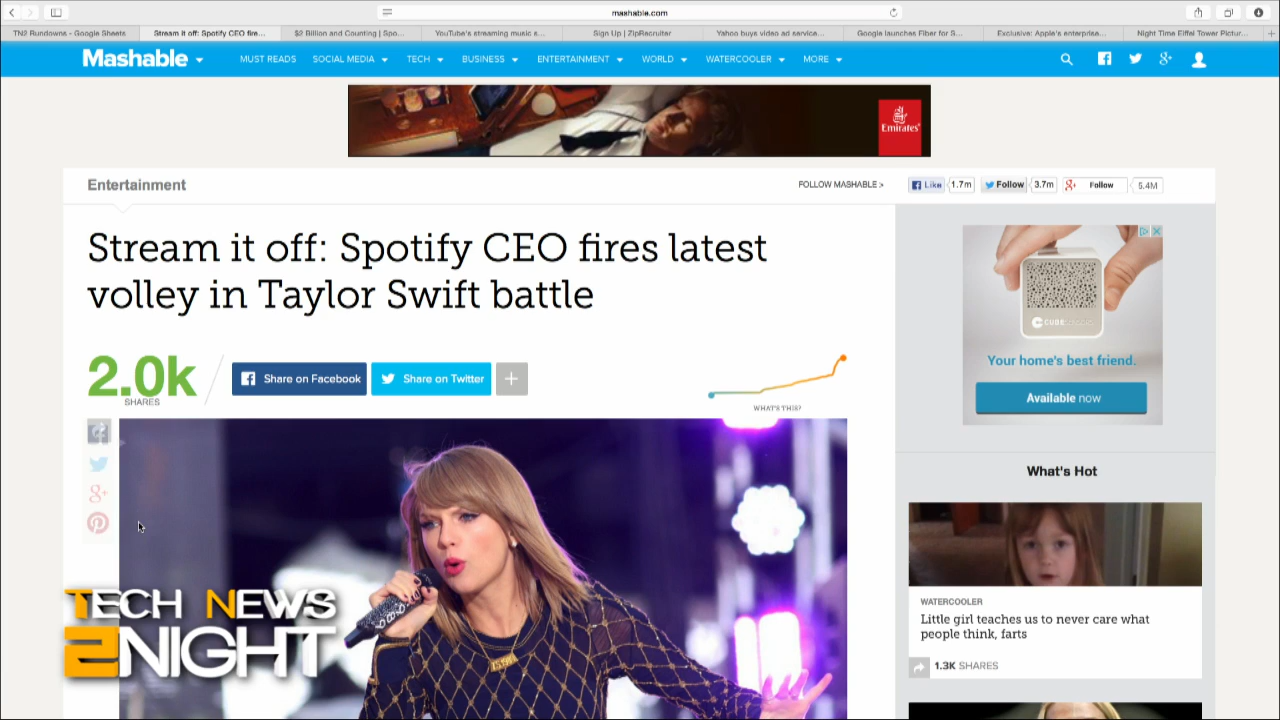 mashable.com
TN2 Rundowns - Google Sheets
Stream it off: Spotify CEO fire...
$2 Billion and Counting | Spo...
YouTube's streaming music s...
Sign Up | ZipRecruiter
Yahoo buys video ad service...
Google launches Fiber for S...
Exclusive: Apple's enterprise...
Night Time Eiffel Tower Pictur...
Mashable
MUST READS
SOCIAL MEDIA
TECH
BUSINESS
ENTERTAINMENT
WORLD
WATERCOOLER
MORE
Emirates
Entertainment
FOLLOW MASHABLE >
Like
1.7m
Follow
3.7m
Follow
5.4M
Stream it off: Spotify CEO fires latest
volley in Taylor Swift battle
2.0k
SHARES
Share on Facebook
Share on Twitter
WHAT'S THIS?
CUBE
Your home's best friend.
Available now
What's Hot
WATERCOOLER
Little girl teaches us to never care what
people think, farts
1.3K SHARES
TECH NEWS
2NIGHT